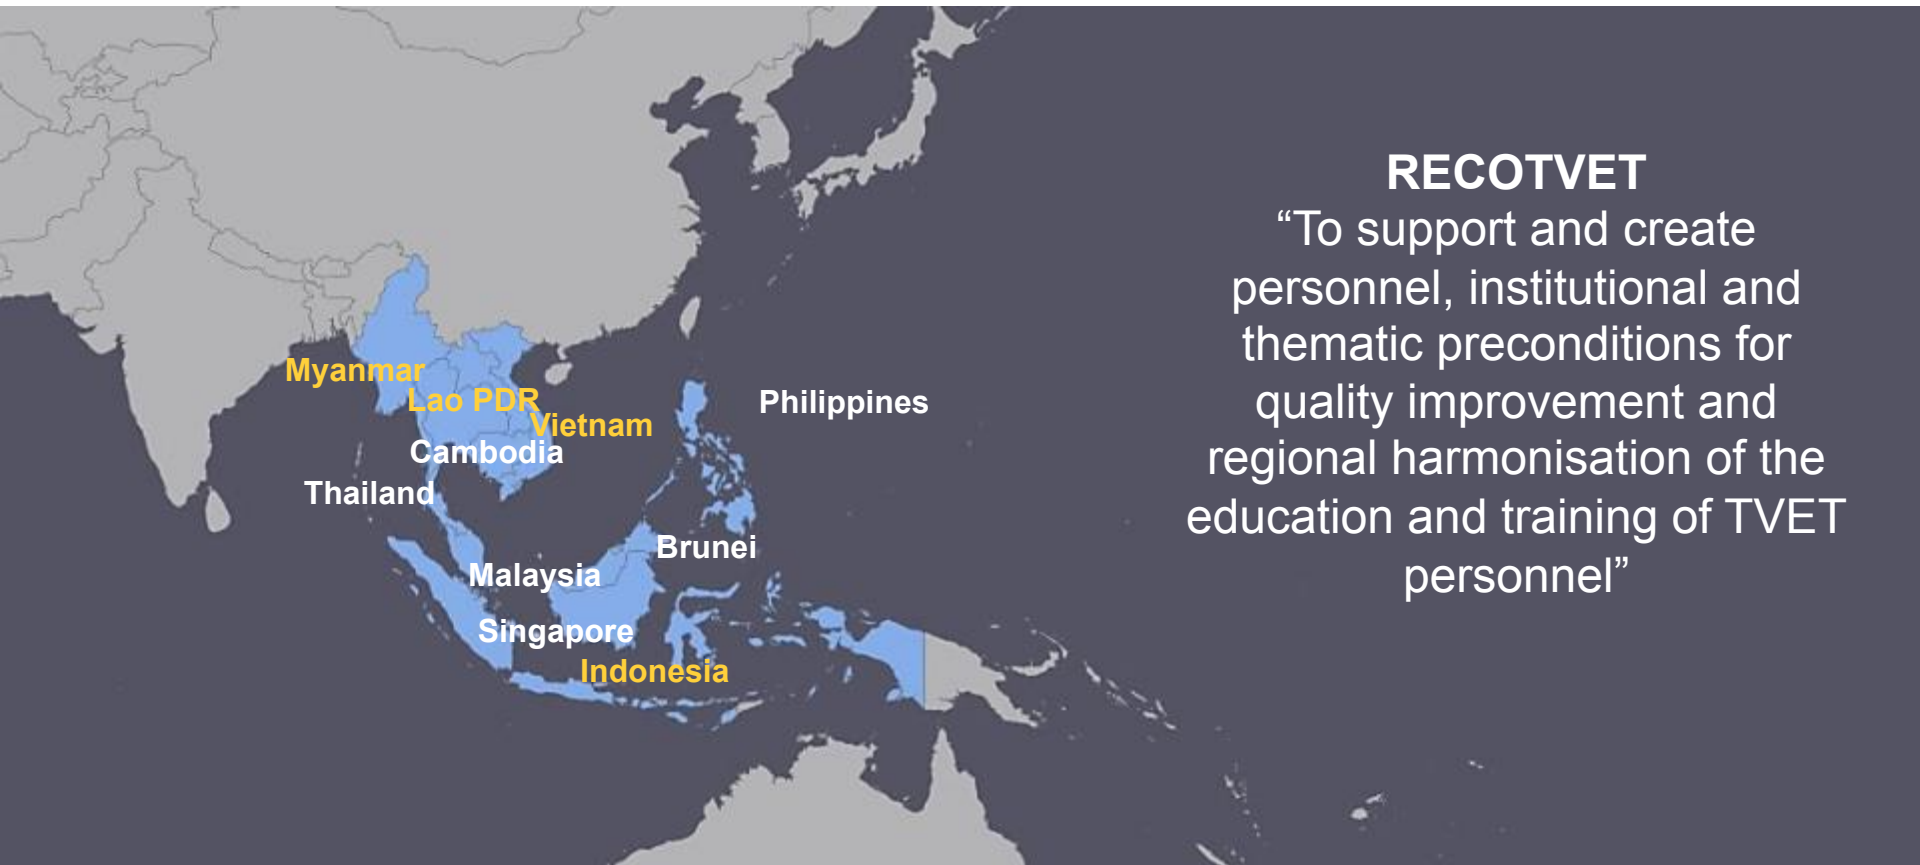 RECOTVET
“To support and create
personnel, institutional and
thematic preconditions for
quality improvement and
regional harmonisation of the
education and training of TVET
personnel”
Myanmar
Lao PDR
Vietnam
Philippines
Cambodia
Thailand
Brunei
Malaysia
Singapore
Indonesia